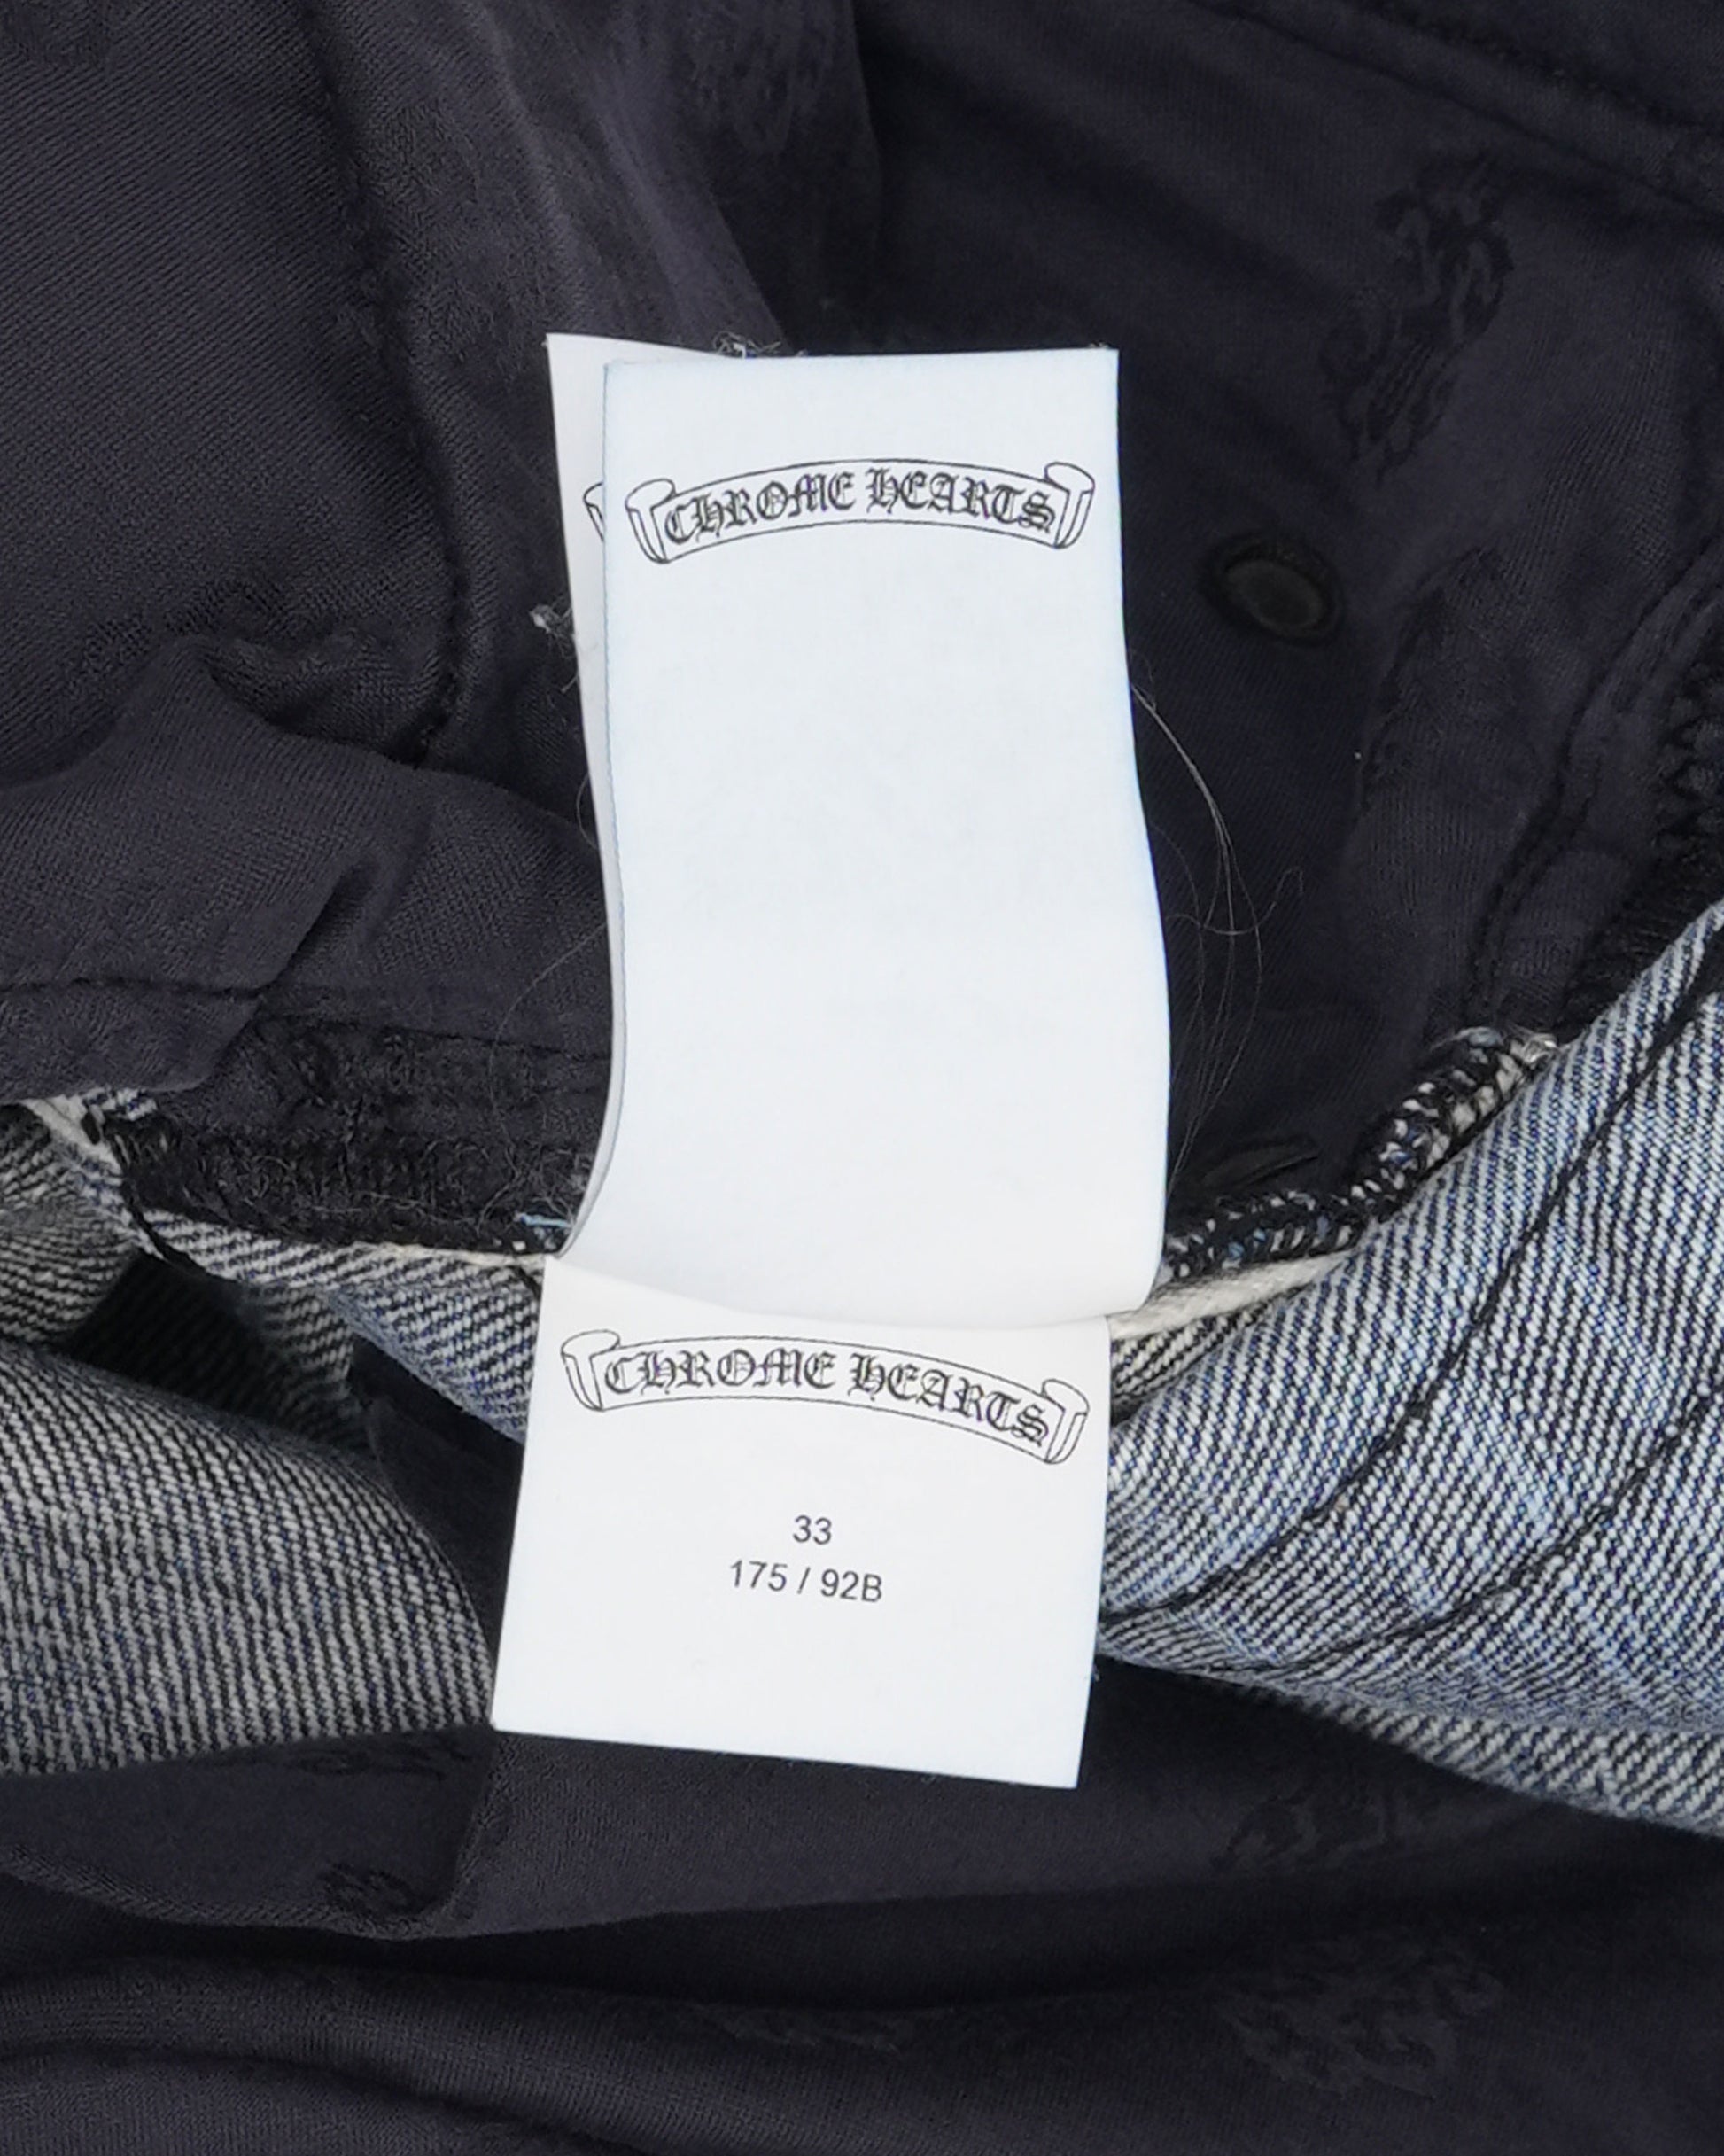 CHROME HEARTS
CHROME HEARTS
33
175 / 92B